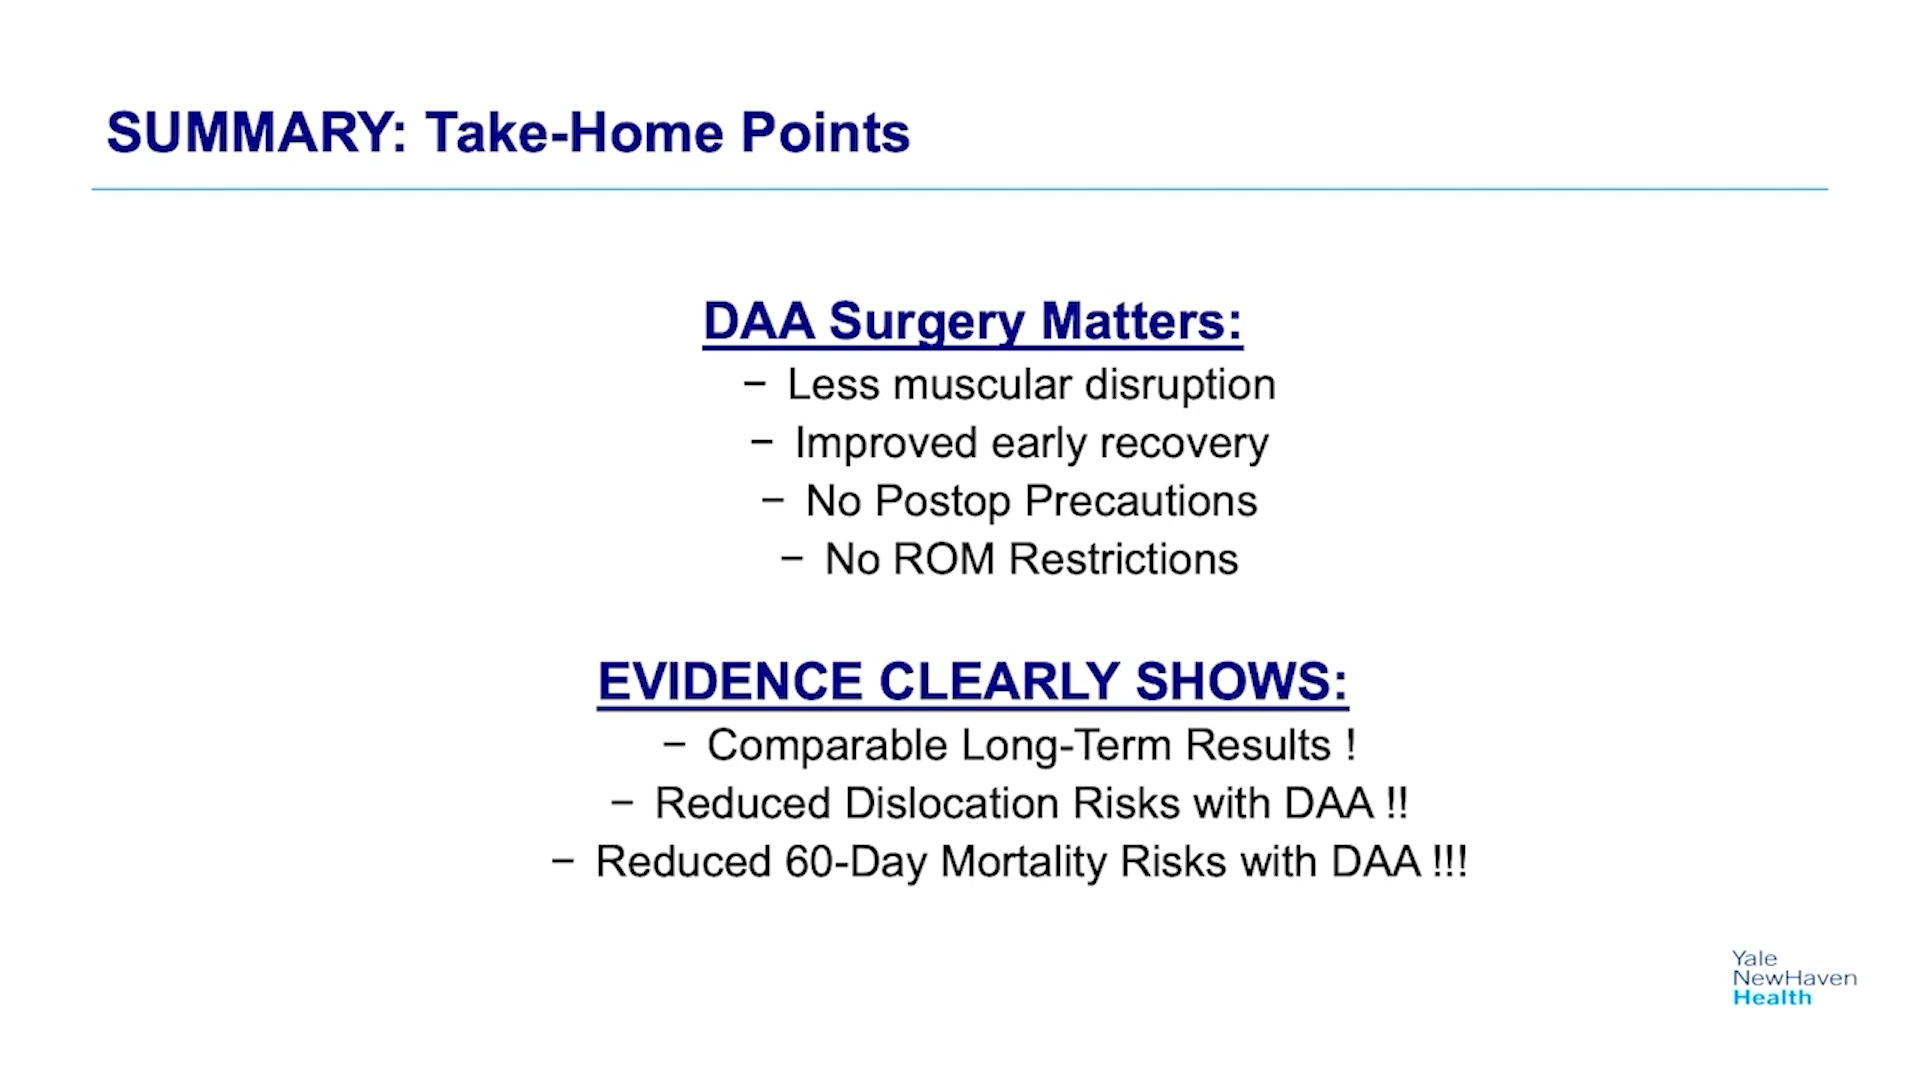 SUMMARY: Take-Home Points
DAA Surgery Matters:
– Less muscular disruption
– Improved early recovery
– No Postop Precautions
– No ROM Restrictions
EVIDENCE CLEARLY SHOWS:
– Comparable Long-Term Results !
– Reduced Dislocation Risks with DAA !!
– Reduced 60-Day Mortality Risks with DAA !!!
Yale
NewHaven
Health